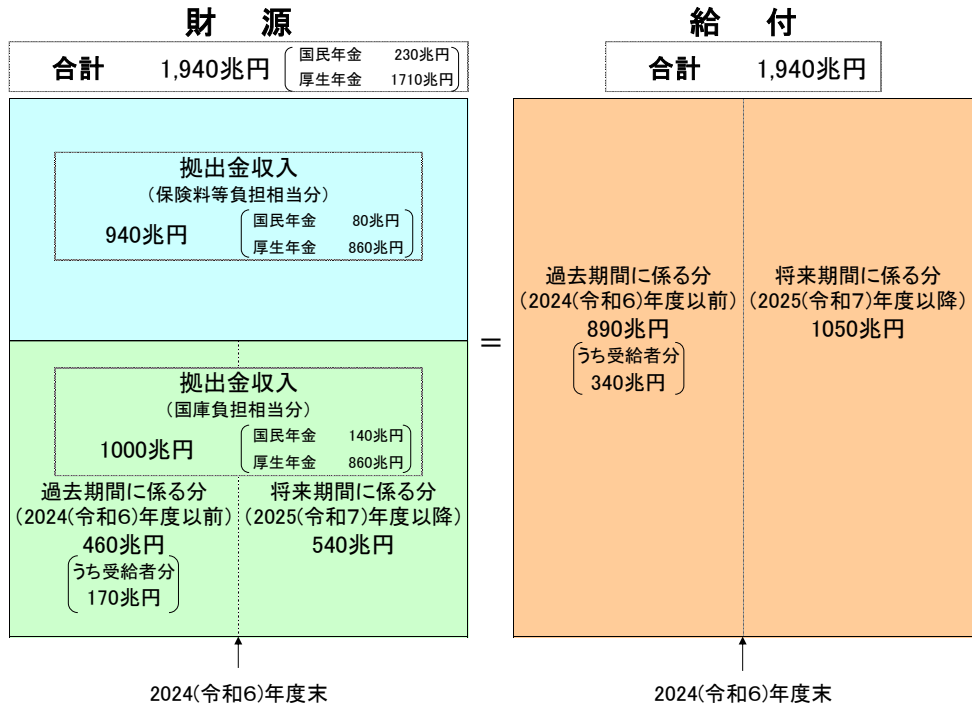 財　源
合計　1,940兆円
国民年金　230兆円
厚生年金　1710兆円
拠出金収入
（保険料等負担相当分）
940兆円
国民年金　80兆円
厚生年金　860兆円
拠出金収入
（国庫負担相当分）
1000兆円
国民年金　140兆円
厚生年金　860兆円
過去期間に係る分
（2024(令和6)年度以前）
460兆円
うち受給者分
170兆円
将来期間に係る分
（2025(令和7)年度以降）
540兆円
2024(令和6)年度末
＝
給　付
合計　1,940兆円
過去期間に係る分
（2024(令和6)年度以前）
890兆円
うち受給者分
340兆円
将来期間に係る分
（2025(令和7)年度以降）
1050兆円
2024(令和6)年度末